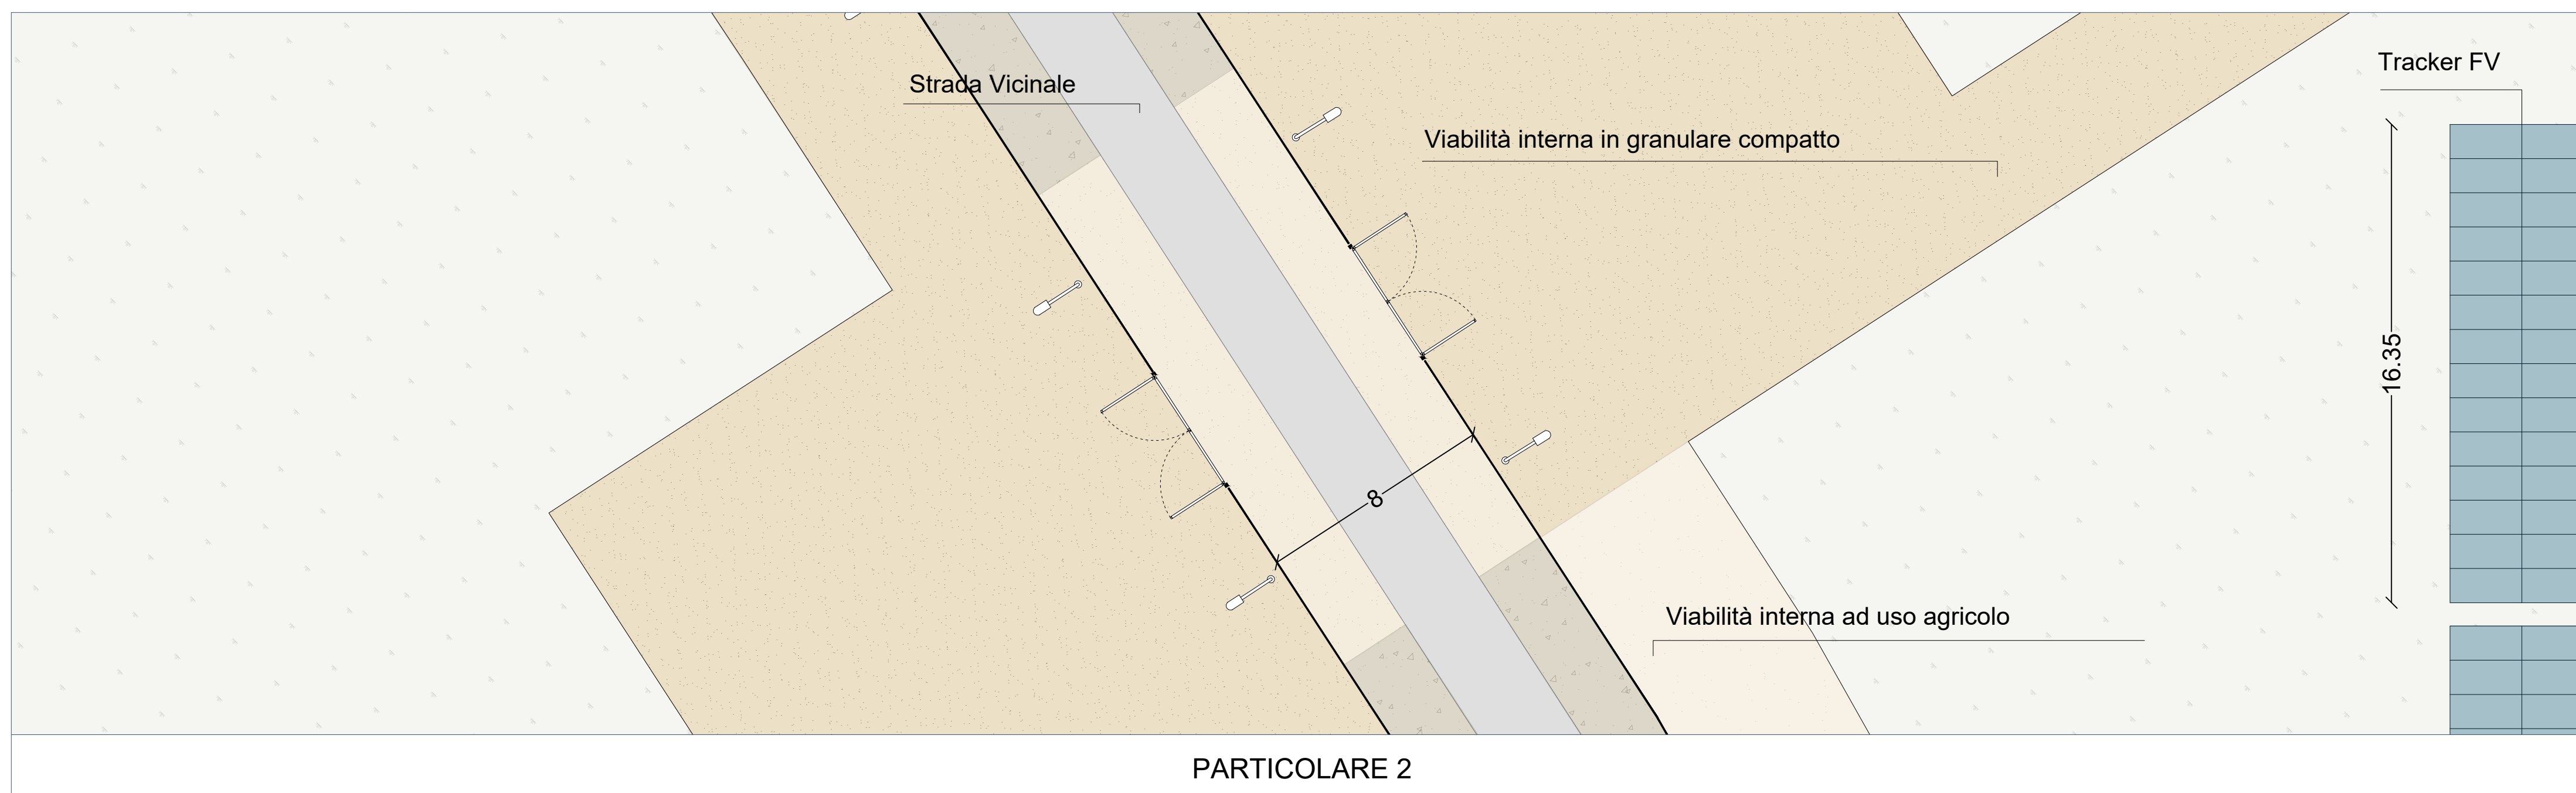 Tracker FV
Strada Vicinale
Viabilità interna in granulare compatto
16.35
8
Viabilità interna ad uso agricolo
PARTICOLARE 2